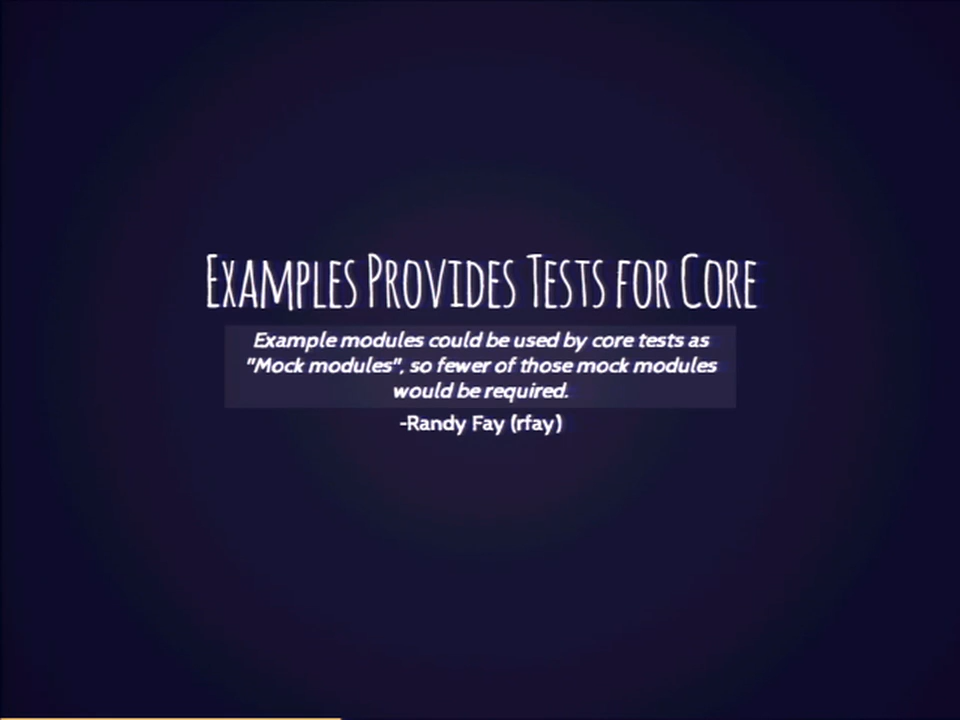 Examples Provides Tests for Core
Example modules could be used by core tests as
"Mock modules", so fewer of those mock modules
would be required.
-Randy Fay (rfay)